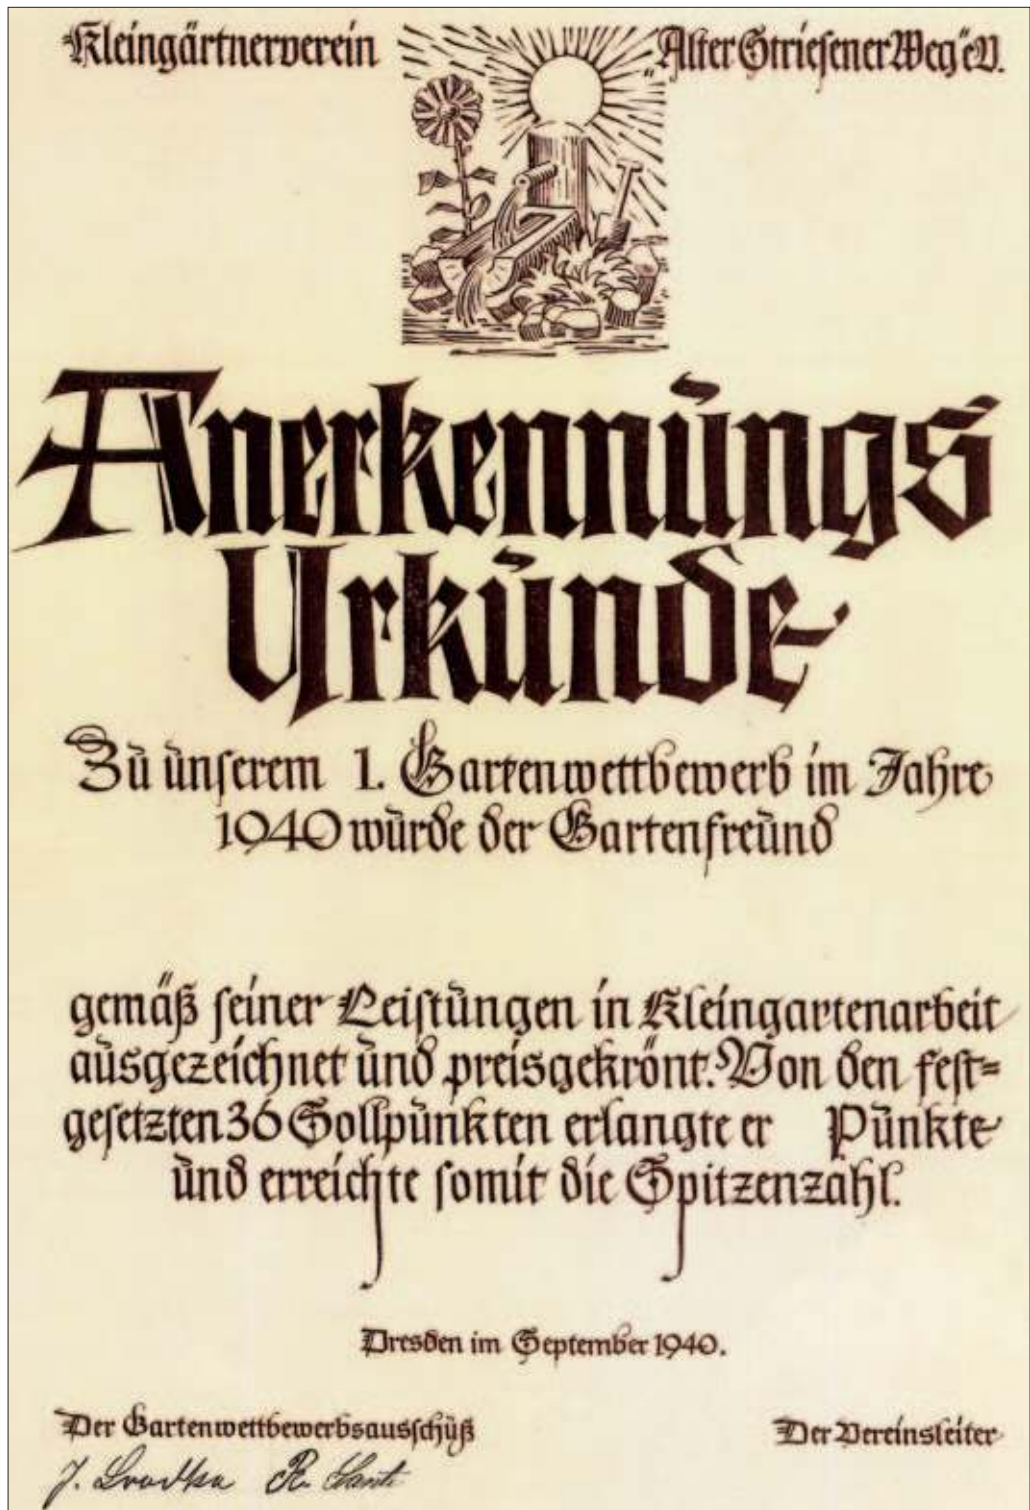 Kleingärtnerverein „Alter Striesener Weg" e.V.
Anerkennungs
Urkunde
Zu unserem 1. Gartenwettbewerb im Jahre
1940 wurde der Gartenfreund
gemäß seiner Leistungen in Kleingartenarbeit
ausgezeichnet und preisgekrönt. Von den fest=
gesetzten 36 Sollpunkten erlangte er Punkte
und erreichte somit die Spitzenzahl.
Dresden im September 1940.
Der Gartenwettbewerbsausschuß Der Vereinsleiter